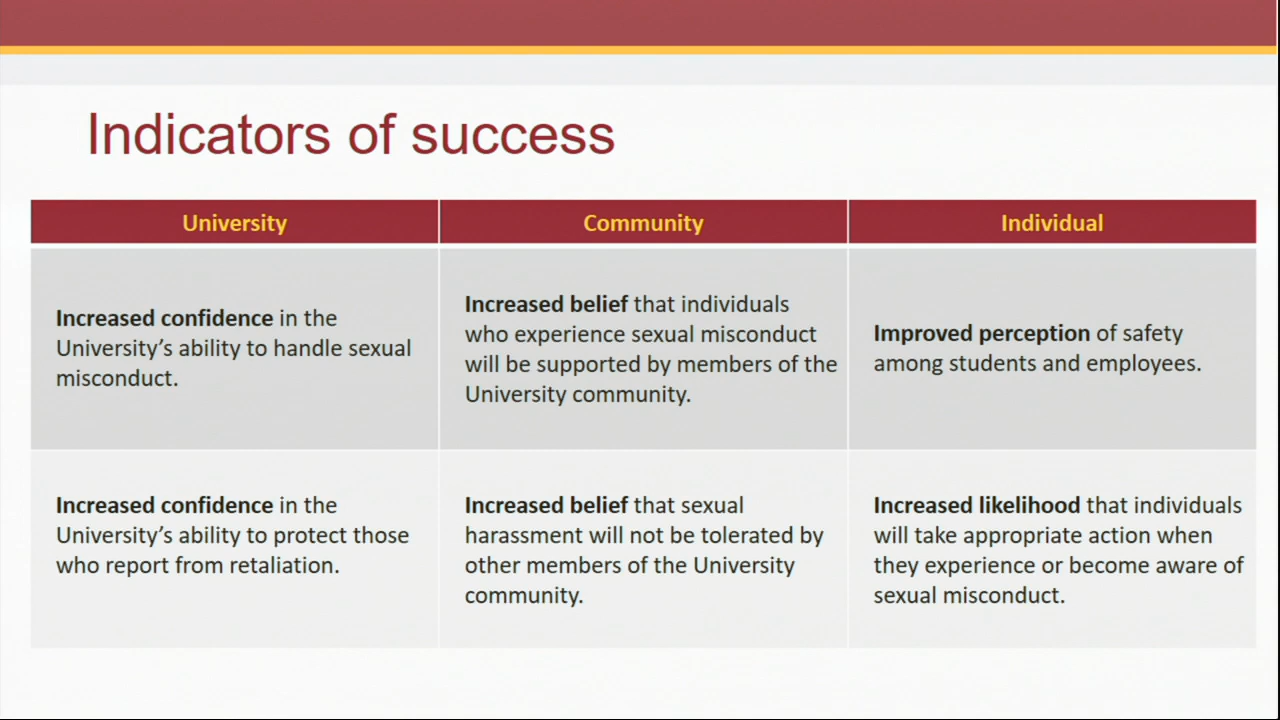 Indicators of success
University
Community
Individual
Increased confidence in the
University’s ability to handle sexual
misconduct.
Increased belief that individuals
who experience sexual misconduct
will be supported by members of the
University community.
Improved perception of safety
among students and employees.
Increased confidence in the
University’s ability to protect those
who report from retaliation.
Increased belief that sexual
harassment will not be tolerated by
other members of the University
community.
Increased likelihood that individuals
will take appropriate action when
they experience or become aware of
sexual misconduct.